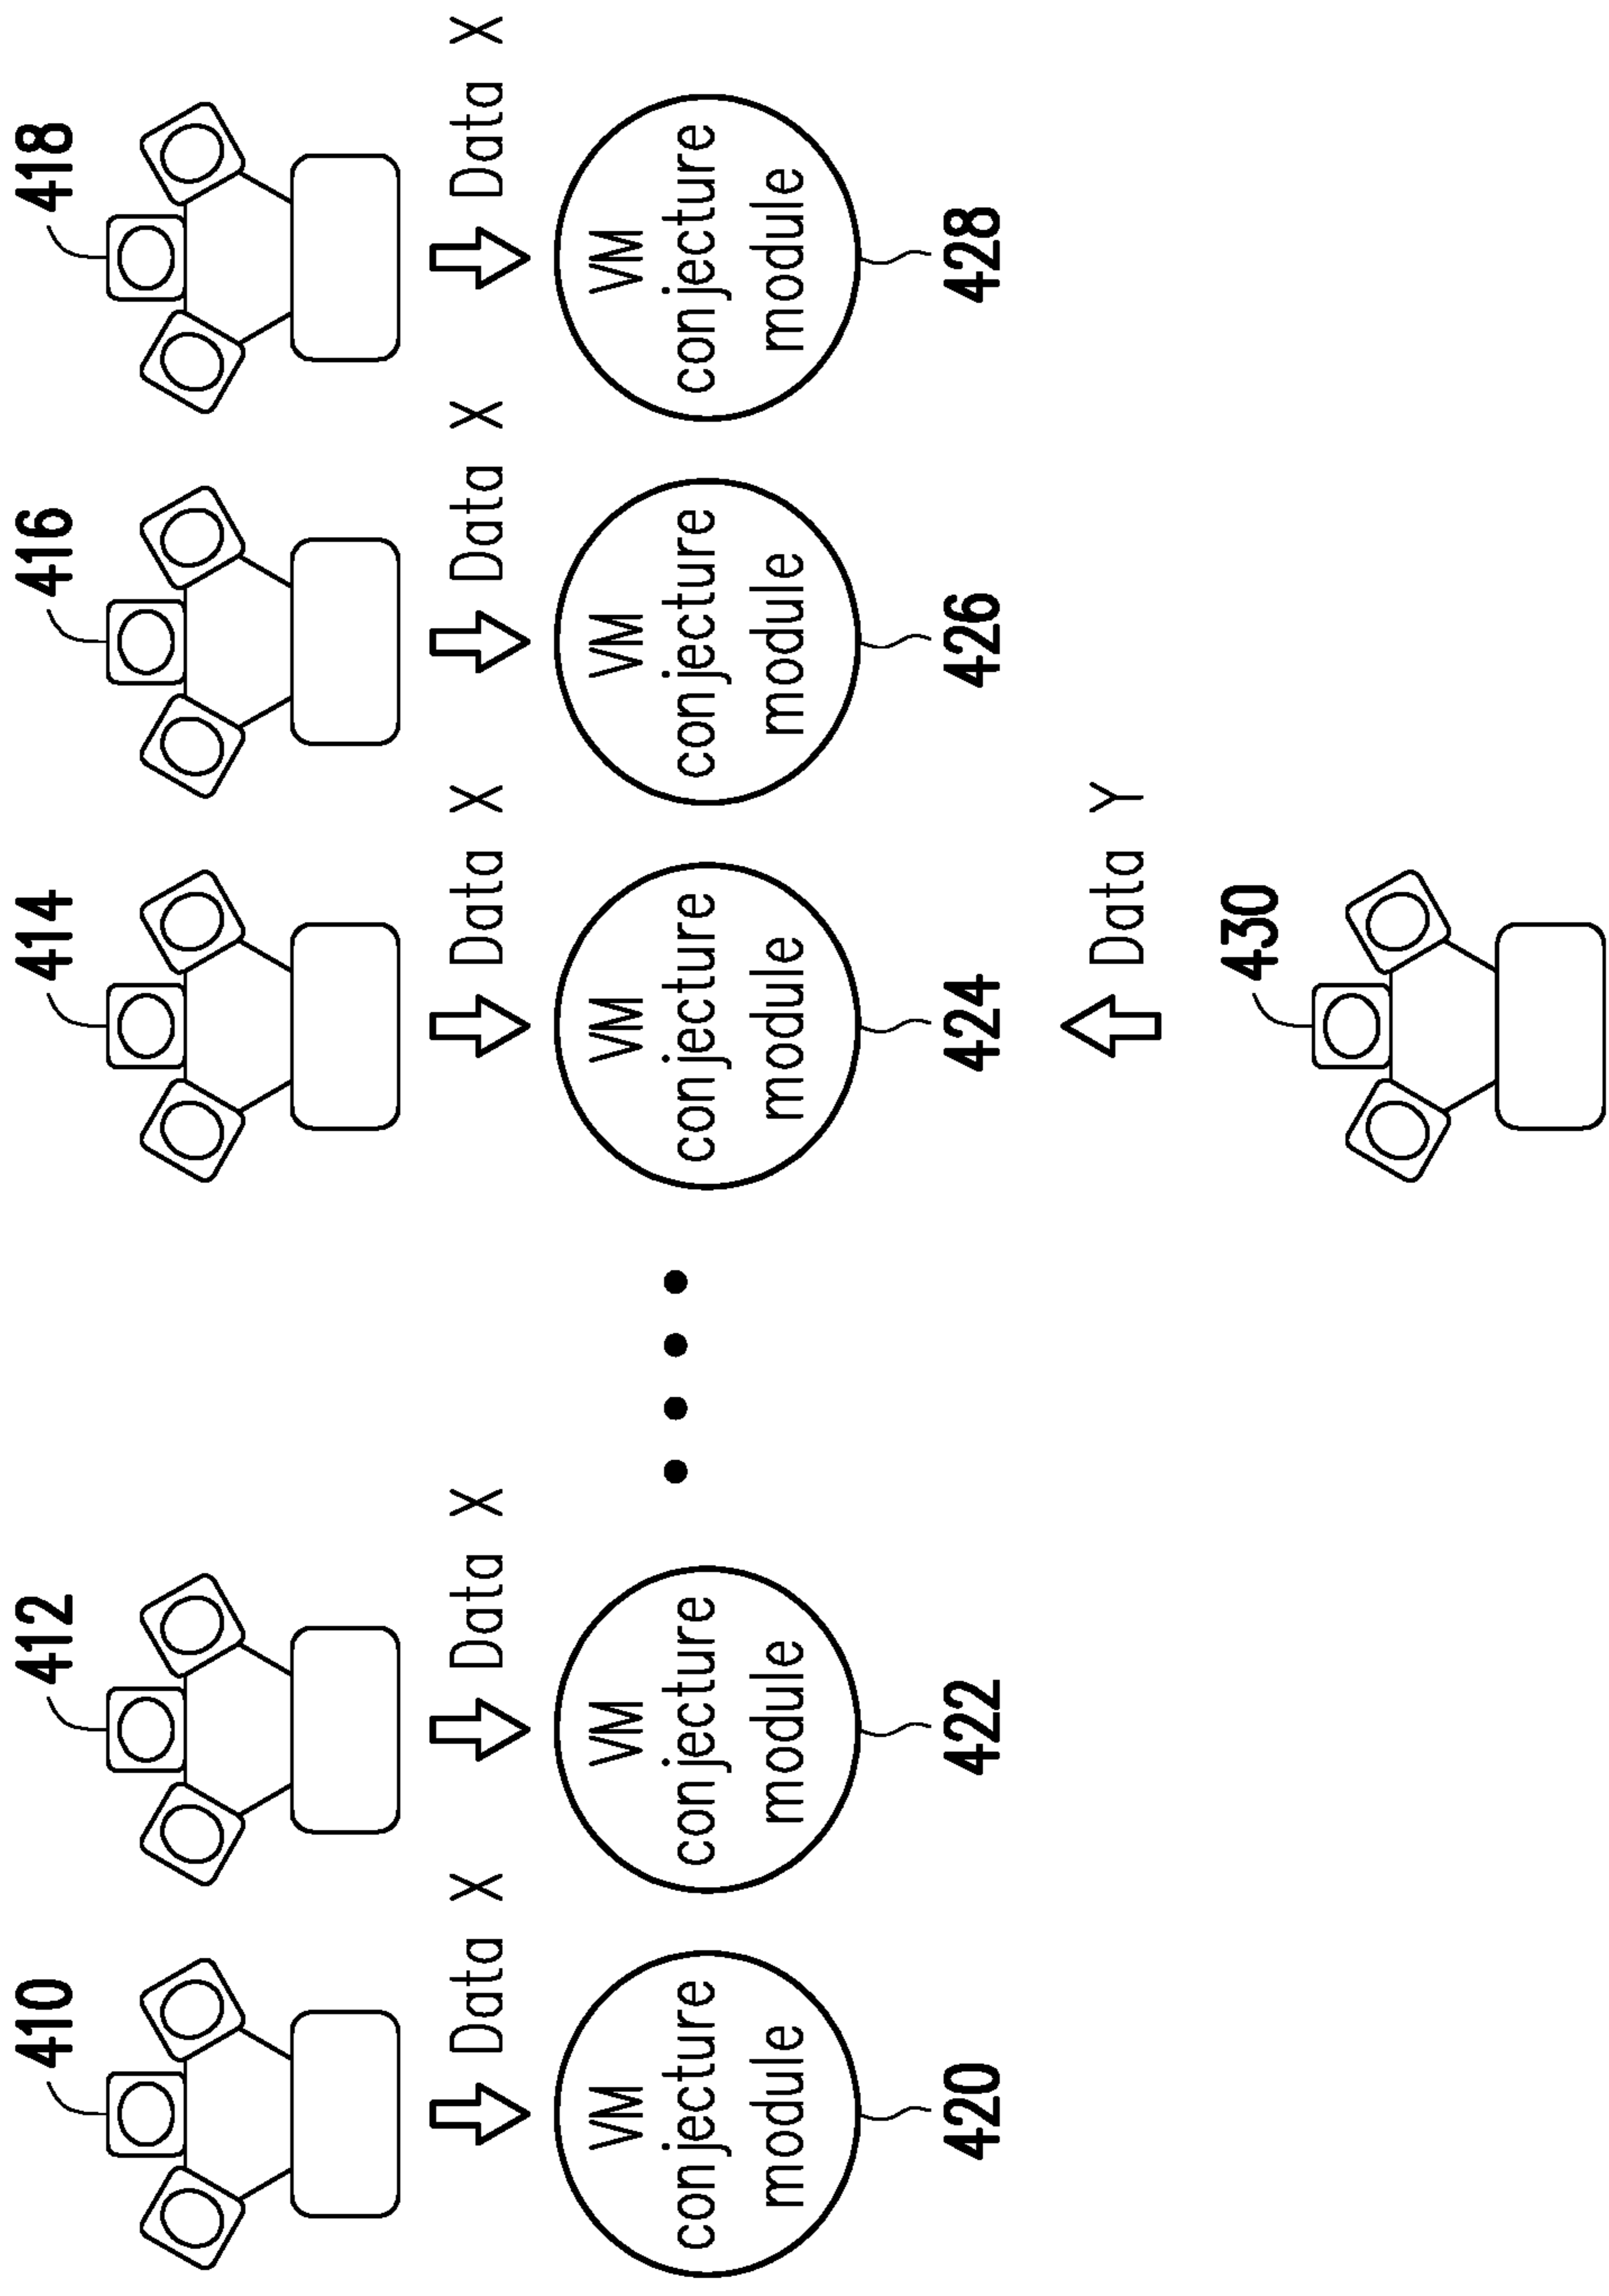 410
412
414
416
418
Data X
Data X
Data X
Data X
Data X
VM
conjecture
module
VM
conjecture
module
VM
conjecture
module
VM
conjecture
module
VM
conjecture
module
420
422
424
426
428
Data Y
430